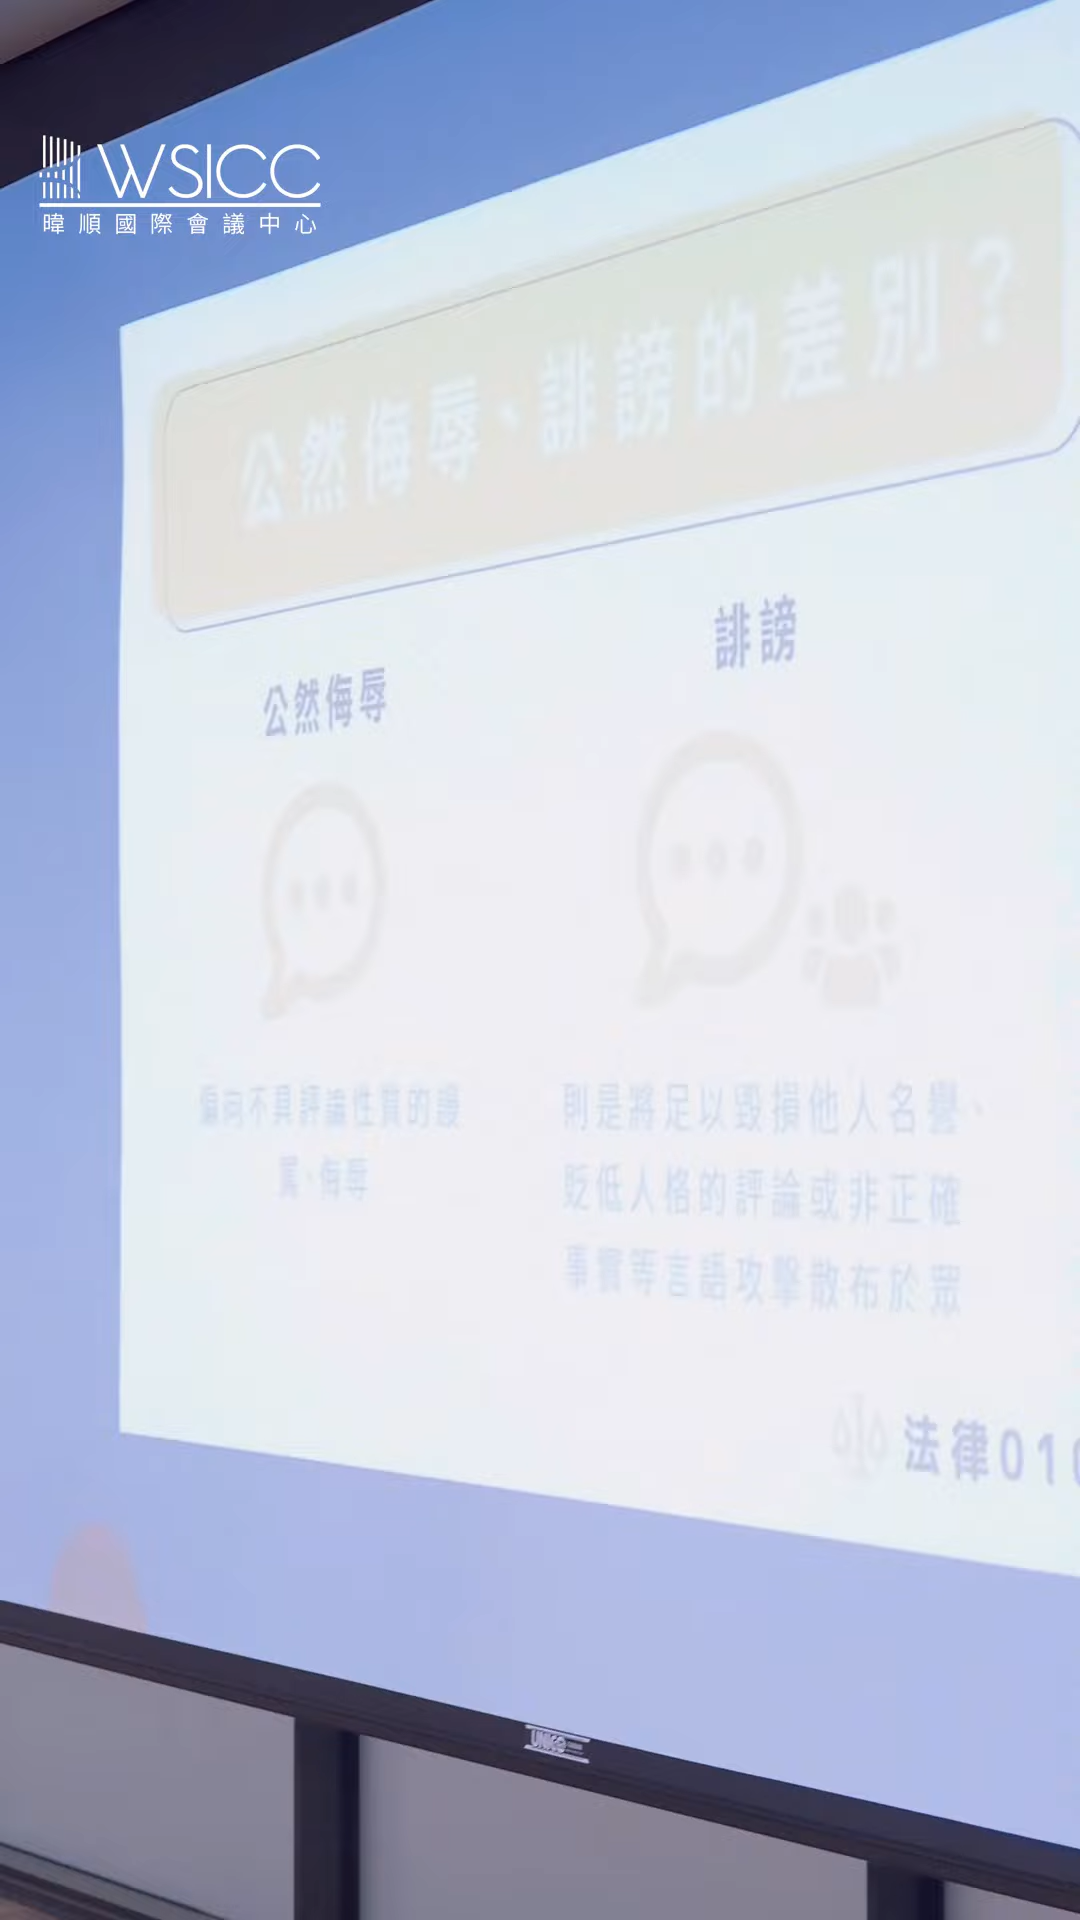 WSICC
暐順國際會議中心
公然侮辱、誹謗的差別？
公然侮辱
誹謗
偏向不具評論性質的謾
罵、侮辱
則是將足以毀損他人名譽、
貶低人格的評論或非正確
事實等言語攻擊散布於眾
法律010